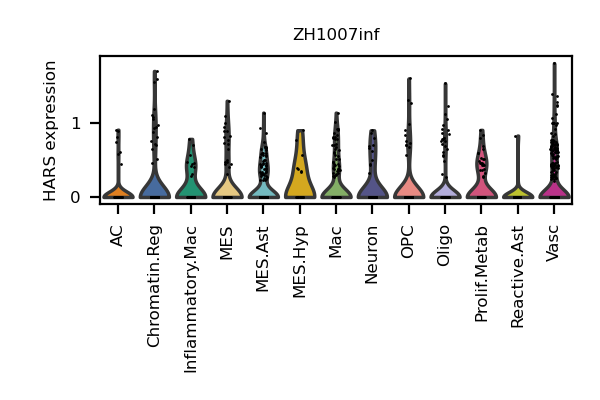 ZH1007inf
HARS expression
1
0
AC
Chromatin.Reg
Inflammatory.Mac
MES
MES.Ast
MES.Hyp
Mac
Neuron
OPC
Oligo
Prolif.Metab
Reactive.Ast
Vasc